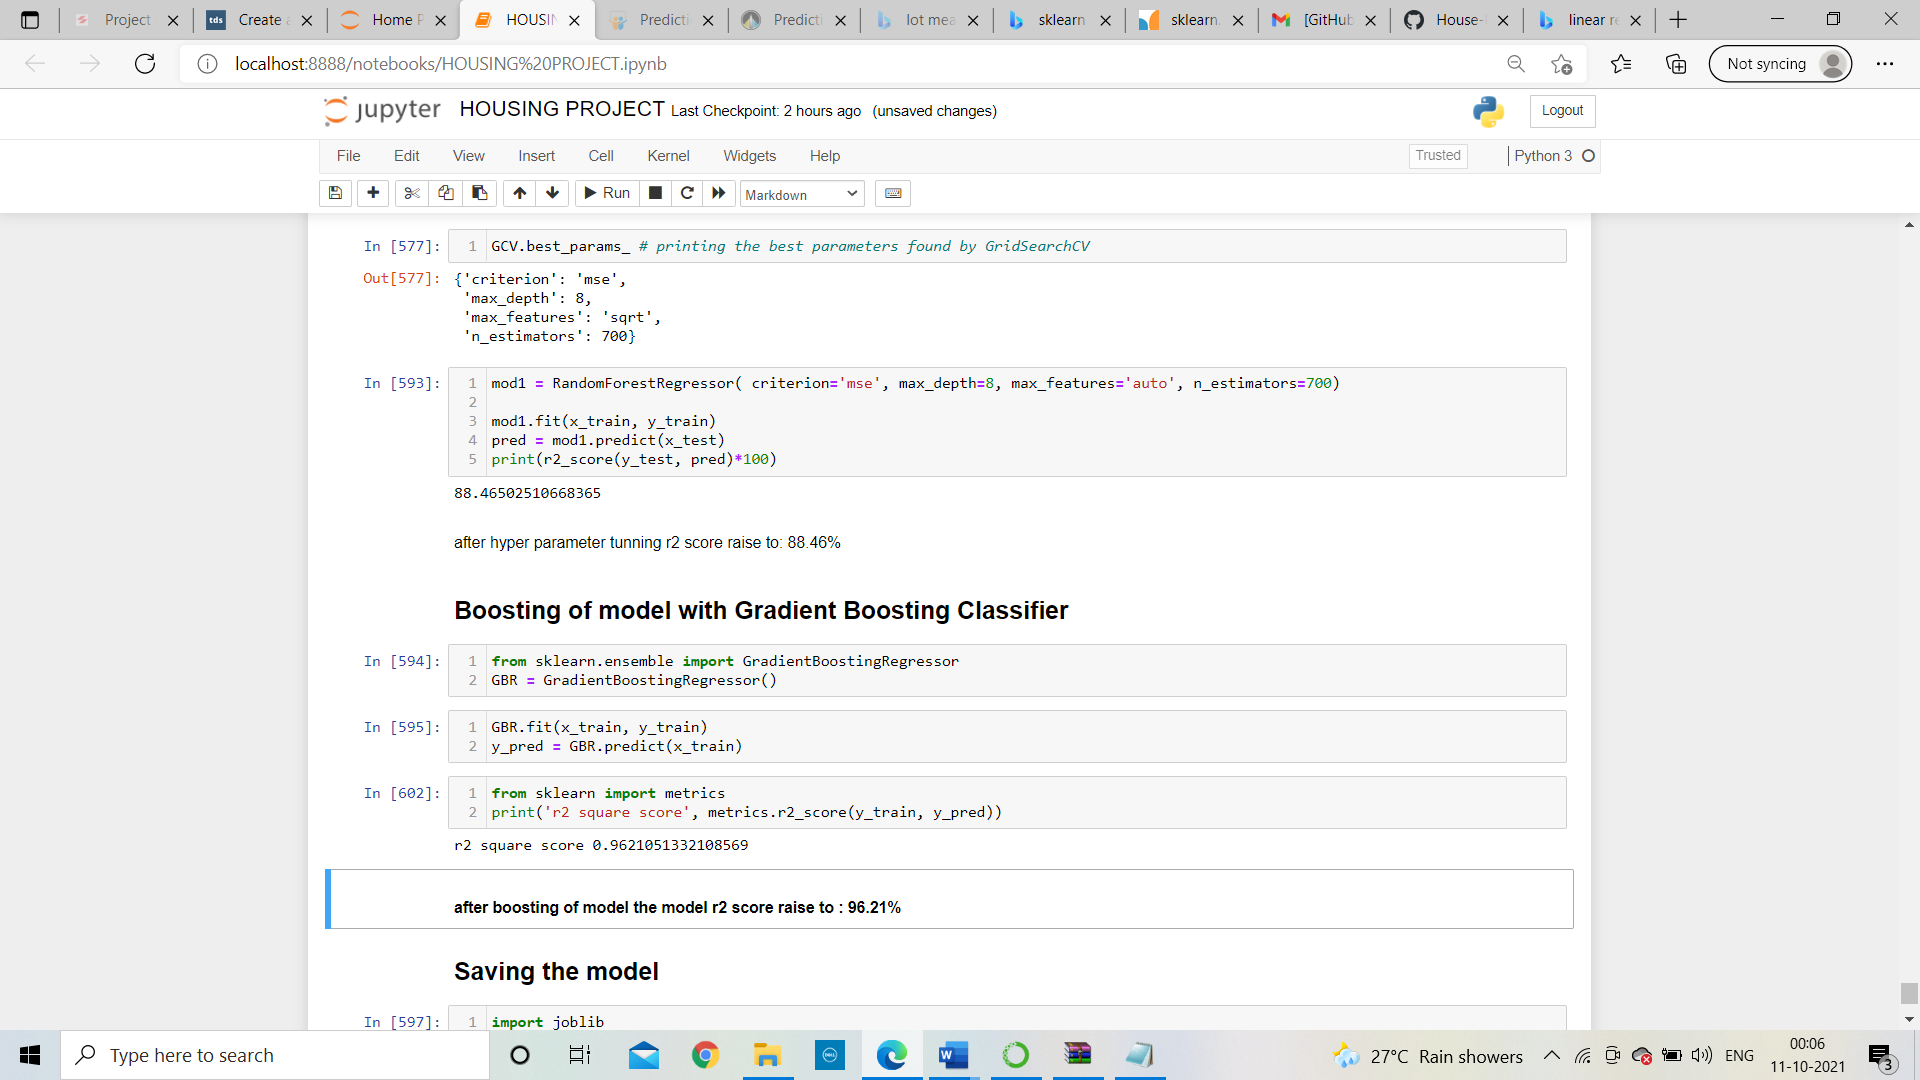 Project
Create a
Home P
HOUSIN
Predicti
Predicti
lot mea
sklearn
sklearn.
[GitHub
House-
linear re
localhost:8888/notebooks/HOUSING%20PROJECT.ipynb
Not syncing
jupyter
HOUSING PROJECT
Last Checkpoint: 2 hours ago (unsaved changes)
Logout
File
Edit
View
Insert
Cell
Kernel
Widgets
Help
Trusted
Python 3
Run
Markdown
In [577]:
1 GCV.best_params_ # printing the best parameters found by GridSearchCV
Out[577]:
{'criterion': 'mse',
'max_depth': 8,
'max_features': 'sqrt',
'n_estimators': 700}
In [593]:
1 mod1 = RandomForestRegressor( criterion='mse', max_depth=8, max_features='auto', n_estimators=700)
2
3 mod1.fit(x_train, y_train)
4 pred = mod1.predict(x_test)
5 print(r2_score(y_test, pred)*100)
88.46502510668365
after hyper parameter tunning r2 score raise to: 88.46%
Boosting of model with Gradient Boosting Classifier
In [594]:
1 from sklearn.ensemble import GradientBoostingRegressor
2 GBR = GradientBoostingRegressor()
In [595]:
1 GBR.fit(x_train, y_train)
2 y_pred = GBR.predict(x_train)
In [602]:
1 from sklearn import metrics
2 print('r2 square score', metrics.r2_score(y_train, y_pred))
r2 square score 0.9621051332108569
after boosting of model the model r2 score raise to : 96.21%
Saving the model
In [597]:
1 import joblib
Type here to search
27°C Rain showers
ENG
00:06
11-10-2021
3